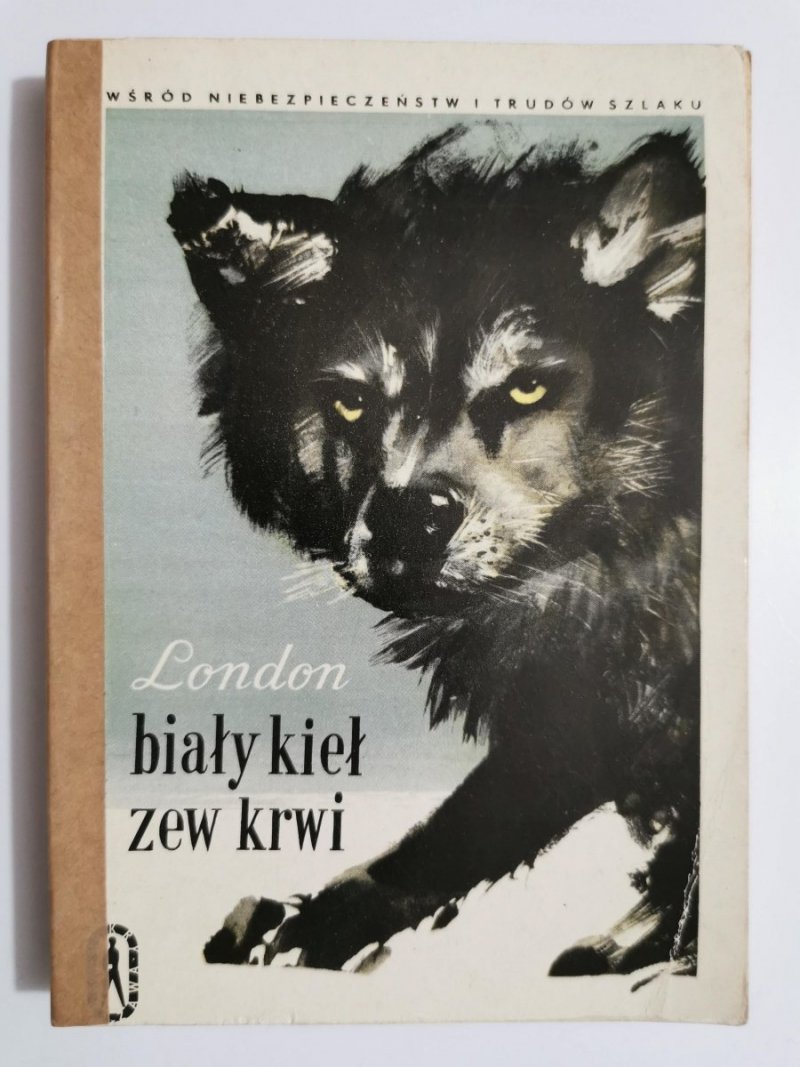 WŚRÓD NIEBEZPIECZEŃSTW I TRUDÓW SZLAKU
London
biały kieł
zew krwi